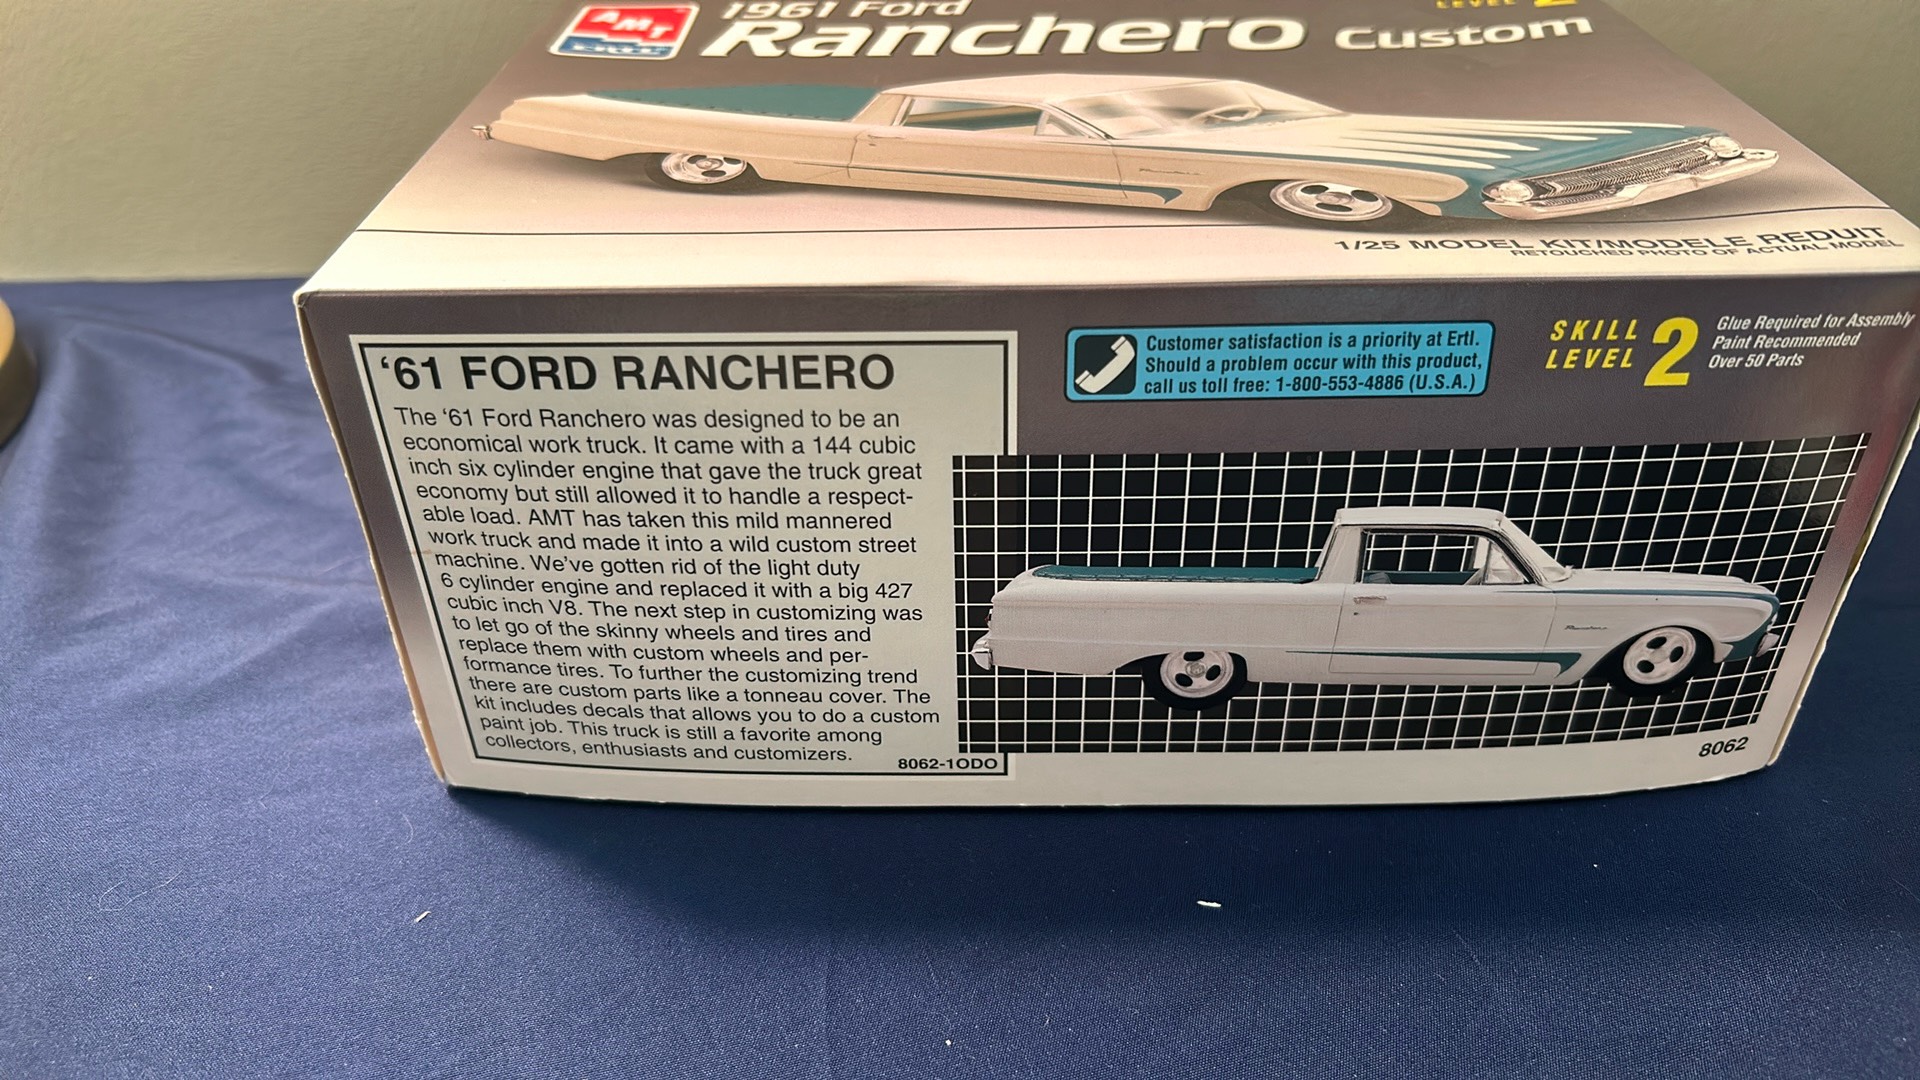 AMT
1961 Ford
LEVEL 2
Ranchero Custom
1/25 MODEL KIT/MODELE REDUIT
RETOUCHED PHOTO OF ACTUAL MODEL
'61 FORD RANCHERO
The '61 Ford Ranchero was designed to be an
economical work truck. It came with a 144 cubic
inch six cylinder engine that gave the truck great
economy but still allowed it to handle a respect-
able load. AMT has taken this mild mannered
work truck and made it into a wild custom street
machine. We've gotten rid of the light duty
6 cylinder engine and replaced it with a big 427
cubic inch V8. The next step in customizing was
to let go of the skinny wheels and tires and
replace them with custom wheels and per-
formance tires. To further the customizing trend
there are custom parts like a tonneau cover. The
kit includes decals that allows you to do a custom
paint job. This truck is still a favorite among
collectors, enthusiasts and customizers.
8062-1ODO
Customer satisfaction is a priority at Ertl.
Should a problem occur with this product,
call us toll free: 1-800-553-4886 (U.S.A.)
SKILL
LEVEL 2
Glue Required for Assembly
Paint Recommended
Over 50 Parts
Ranchero
8062